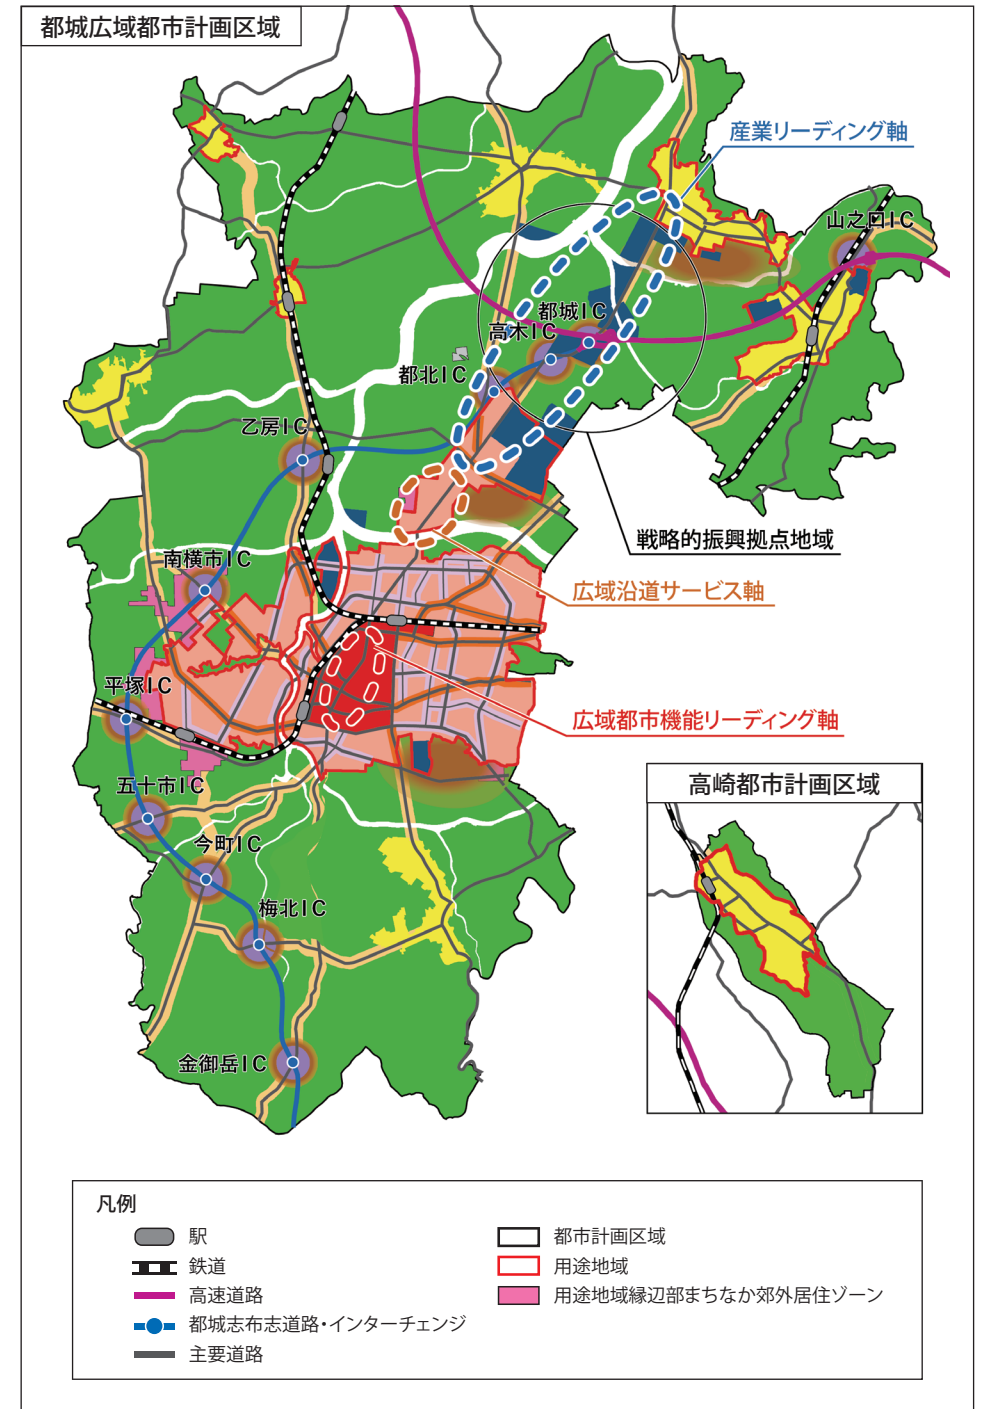 都城広域都市計画区域
産業リーディング軸
山之口IC
都城IC
高木IC
都北IC
乙房IC
戦略的振興拠点地域
南横市IC
広域沿道サービス軸
平塚IC
広域都市機能リーディング軸
五十市IC
高崎都市計画区域
今町IC
梅北IC
金御岳IC
凡例
駅
鉄道
高速道路
都城志布志道路・インターチェンジ
主要道路
都市計画区域
用途地域
用途地域縁辺部まちなか郊外居住ゾーン